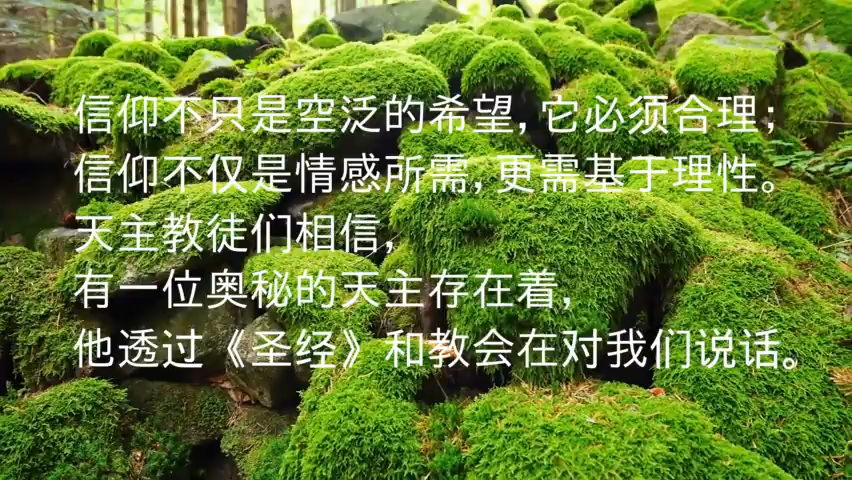 信仰不只是空泛的希望,它必须合理;
信仰不仅是情感所需,更需基于理性。
天主教徒们相信,
有一位奥秘的天主存在着,
他透过《圣经》和教会在对我们说话。